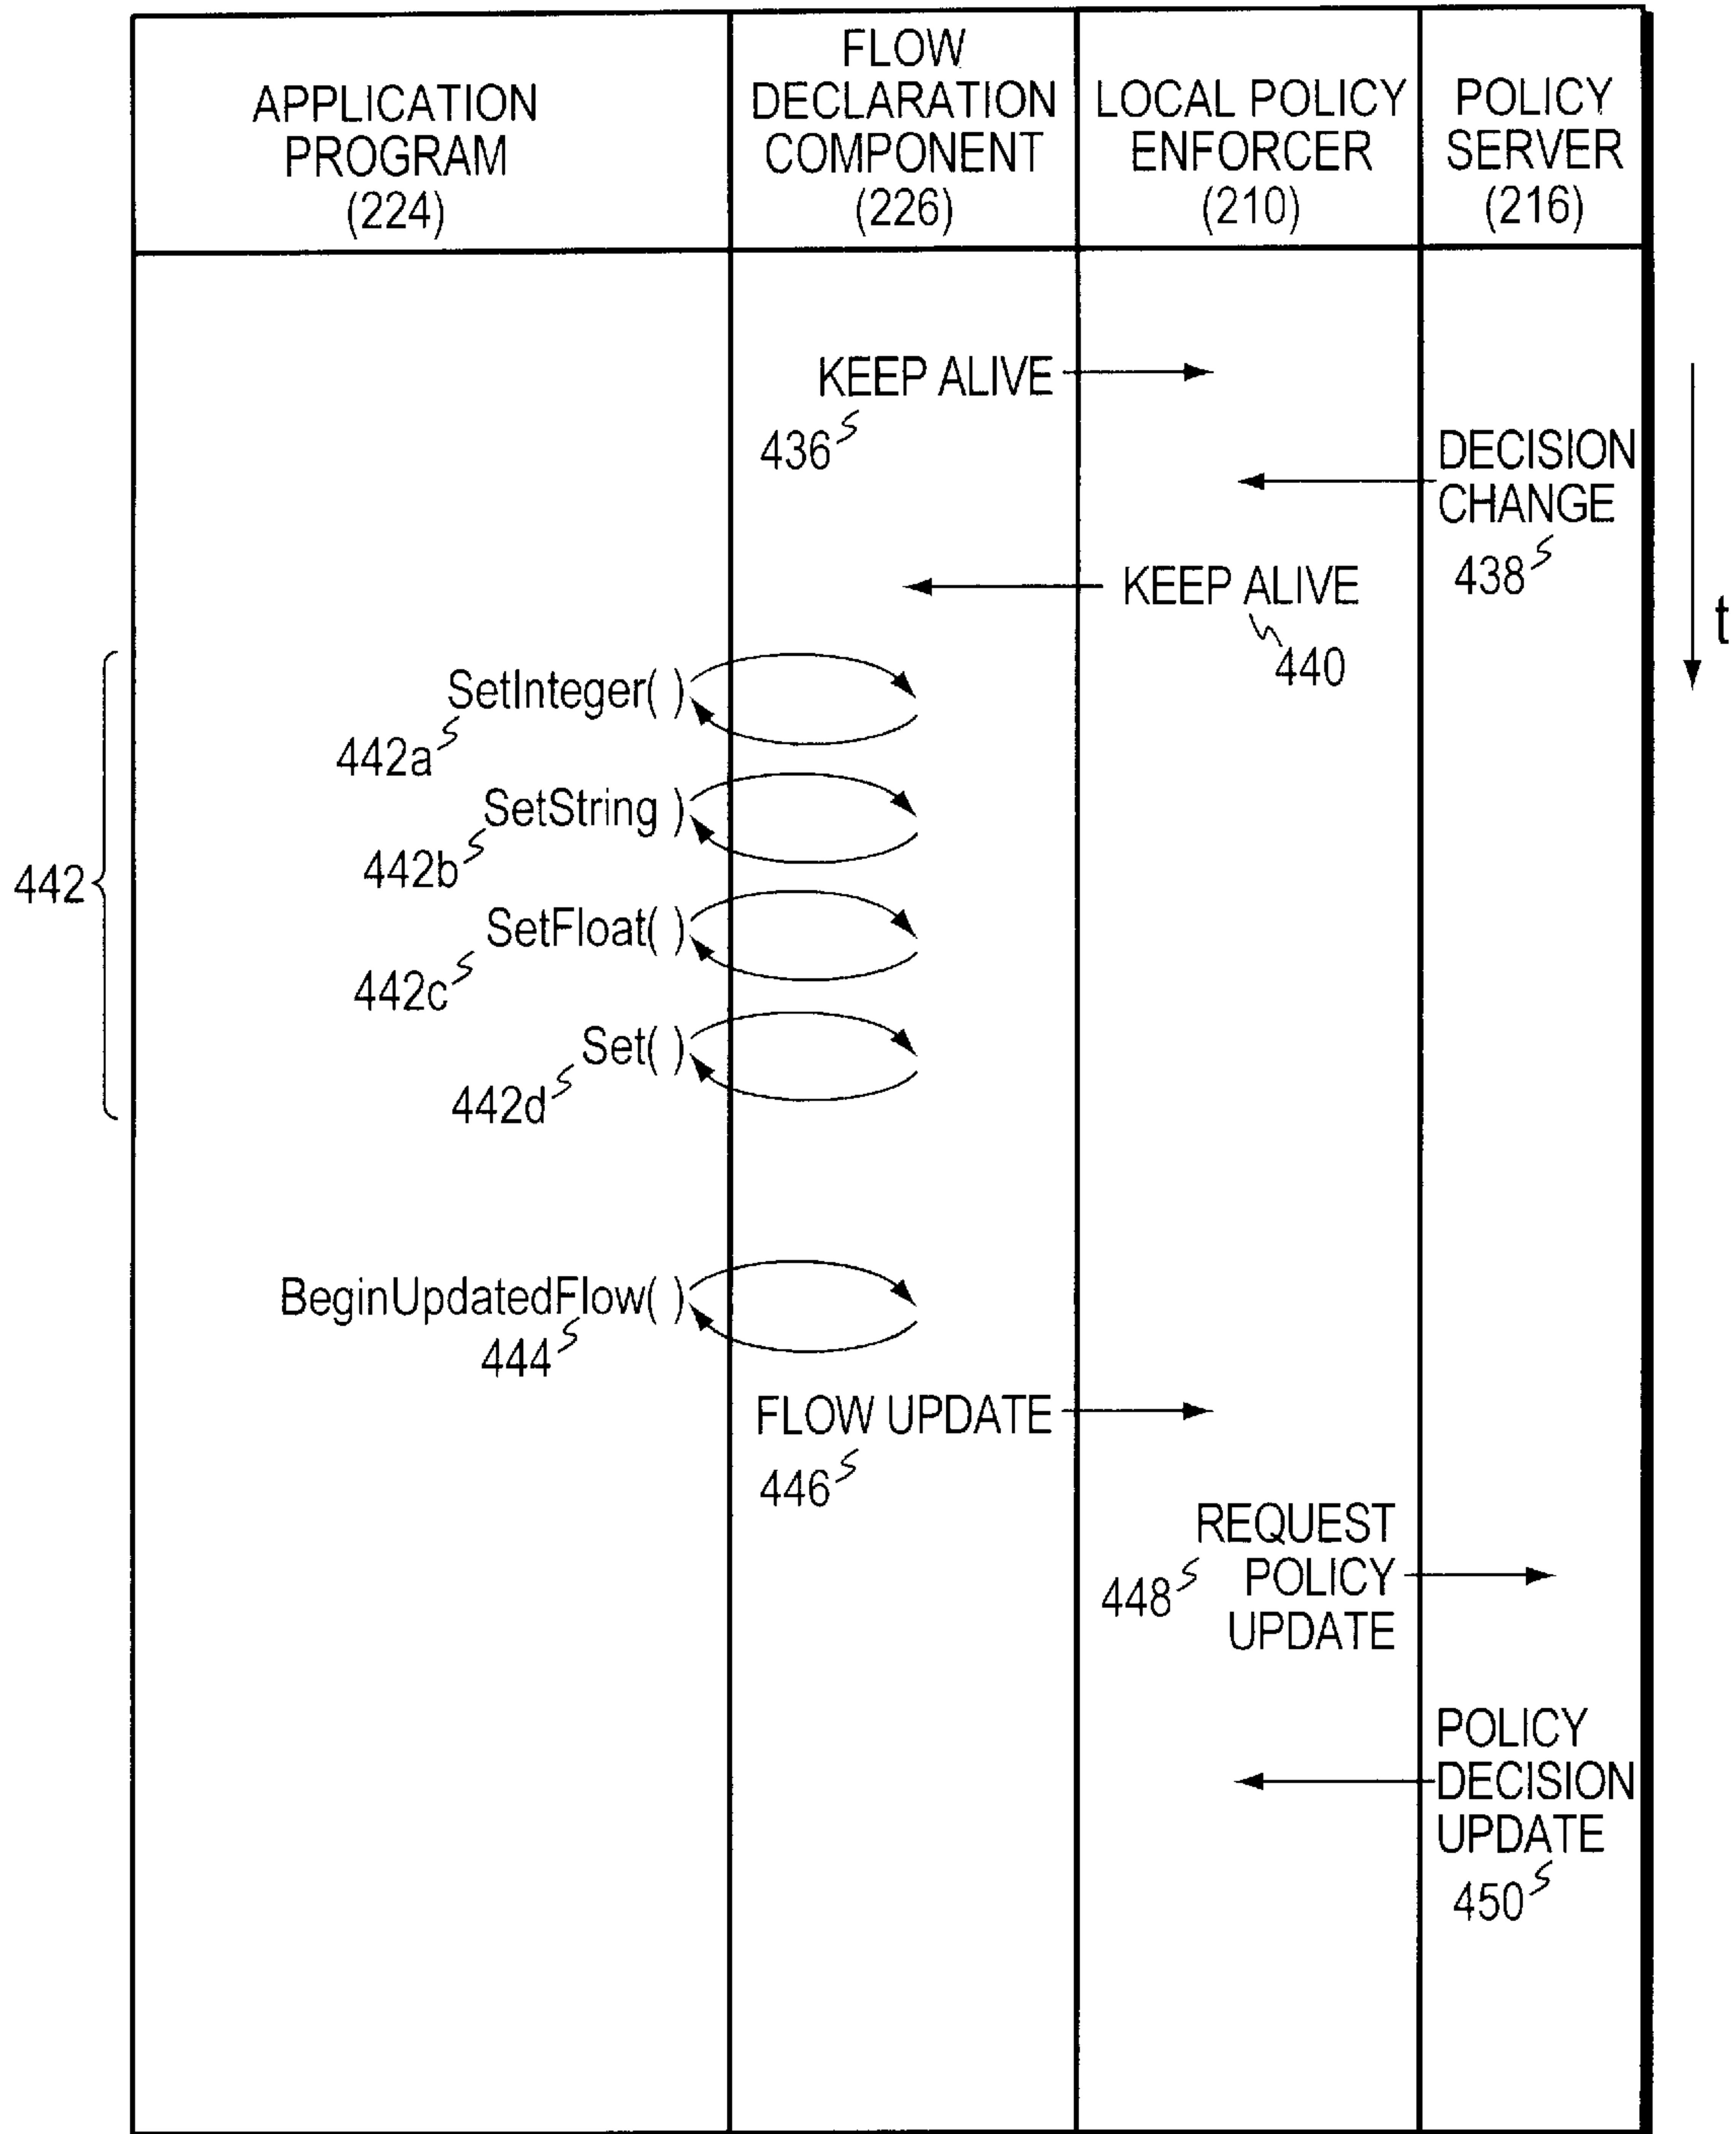 APPLICATION
PROGRAM
(224)
FLOW
DECLARATION
COMPONENT
(226)
LOCAL POLICY
ENFORCER
(210)
POLICY
SERVER
(216)
KEEP ALIVE
436
DECISION
CHANGE
438
KEEP ALIVE
440
t
442
SetInteger( )
442a
SetString )
442b
SetFloat( )
442c
Set( )
442d
BeginUpdatedFlow( )
444
FLOW UPDATE
446
REQUEST
POLICY
UPDATE
448
POLICY
DECISION
UPDATE
450